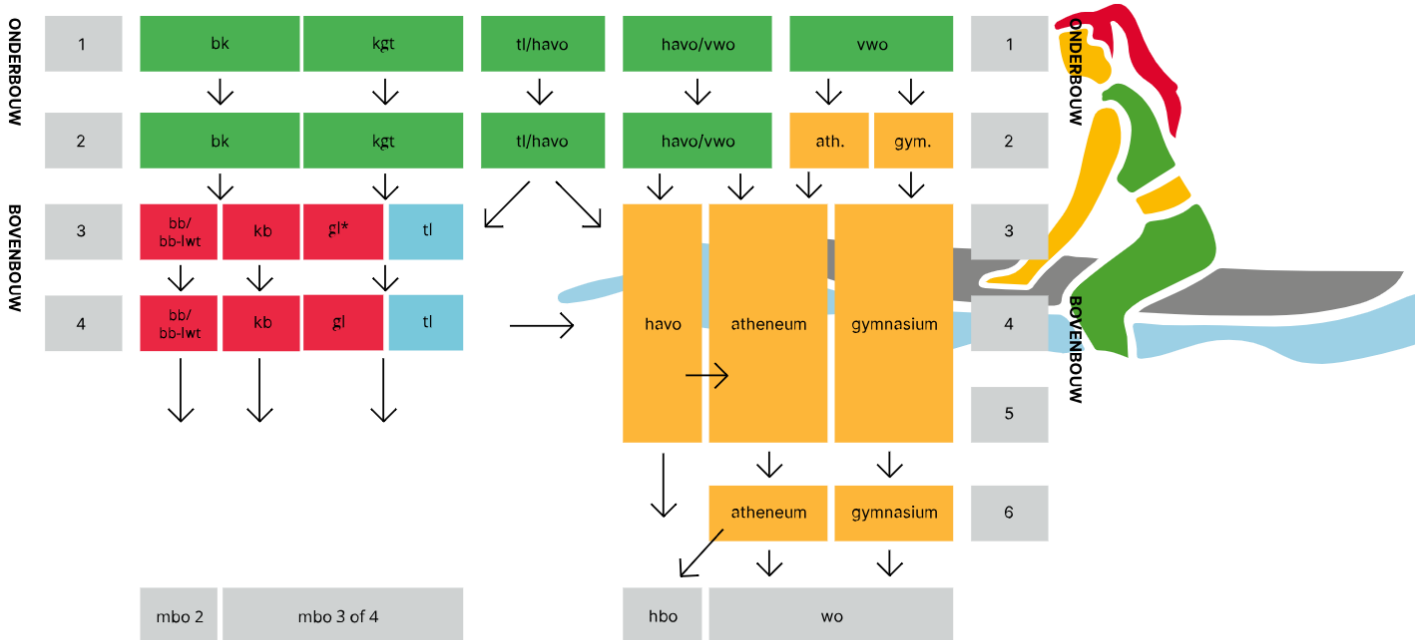 ONDERBOUW
1
bk
kgt
tl/havo
havo/vwo
vwo
1
ONDERBOUW
2
bk
kgt
tl/havo
havo/vwo
ath.
gym.
2
BOVENBOUW
3
bb/
bb-lwt
kb
gl*
tl
3
4
bb/
bb-lwt
kb
gl
tl
havo
atheneum
gymnasium
4
BOVENBOUW
5
atheneum
gymnasium
6
mbo 2
mbo 3 of 4
hbo
wo